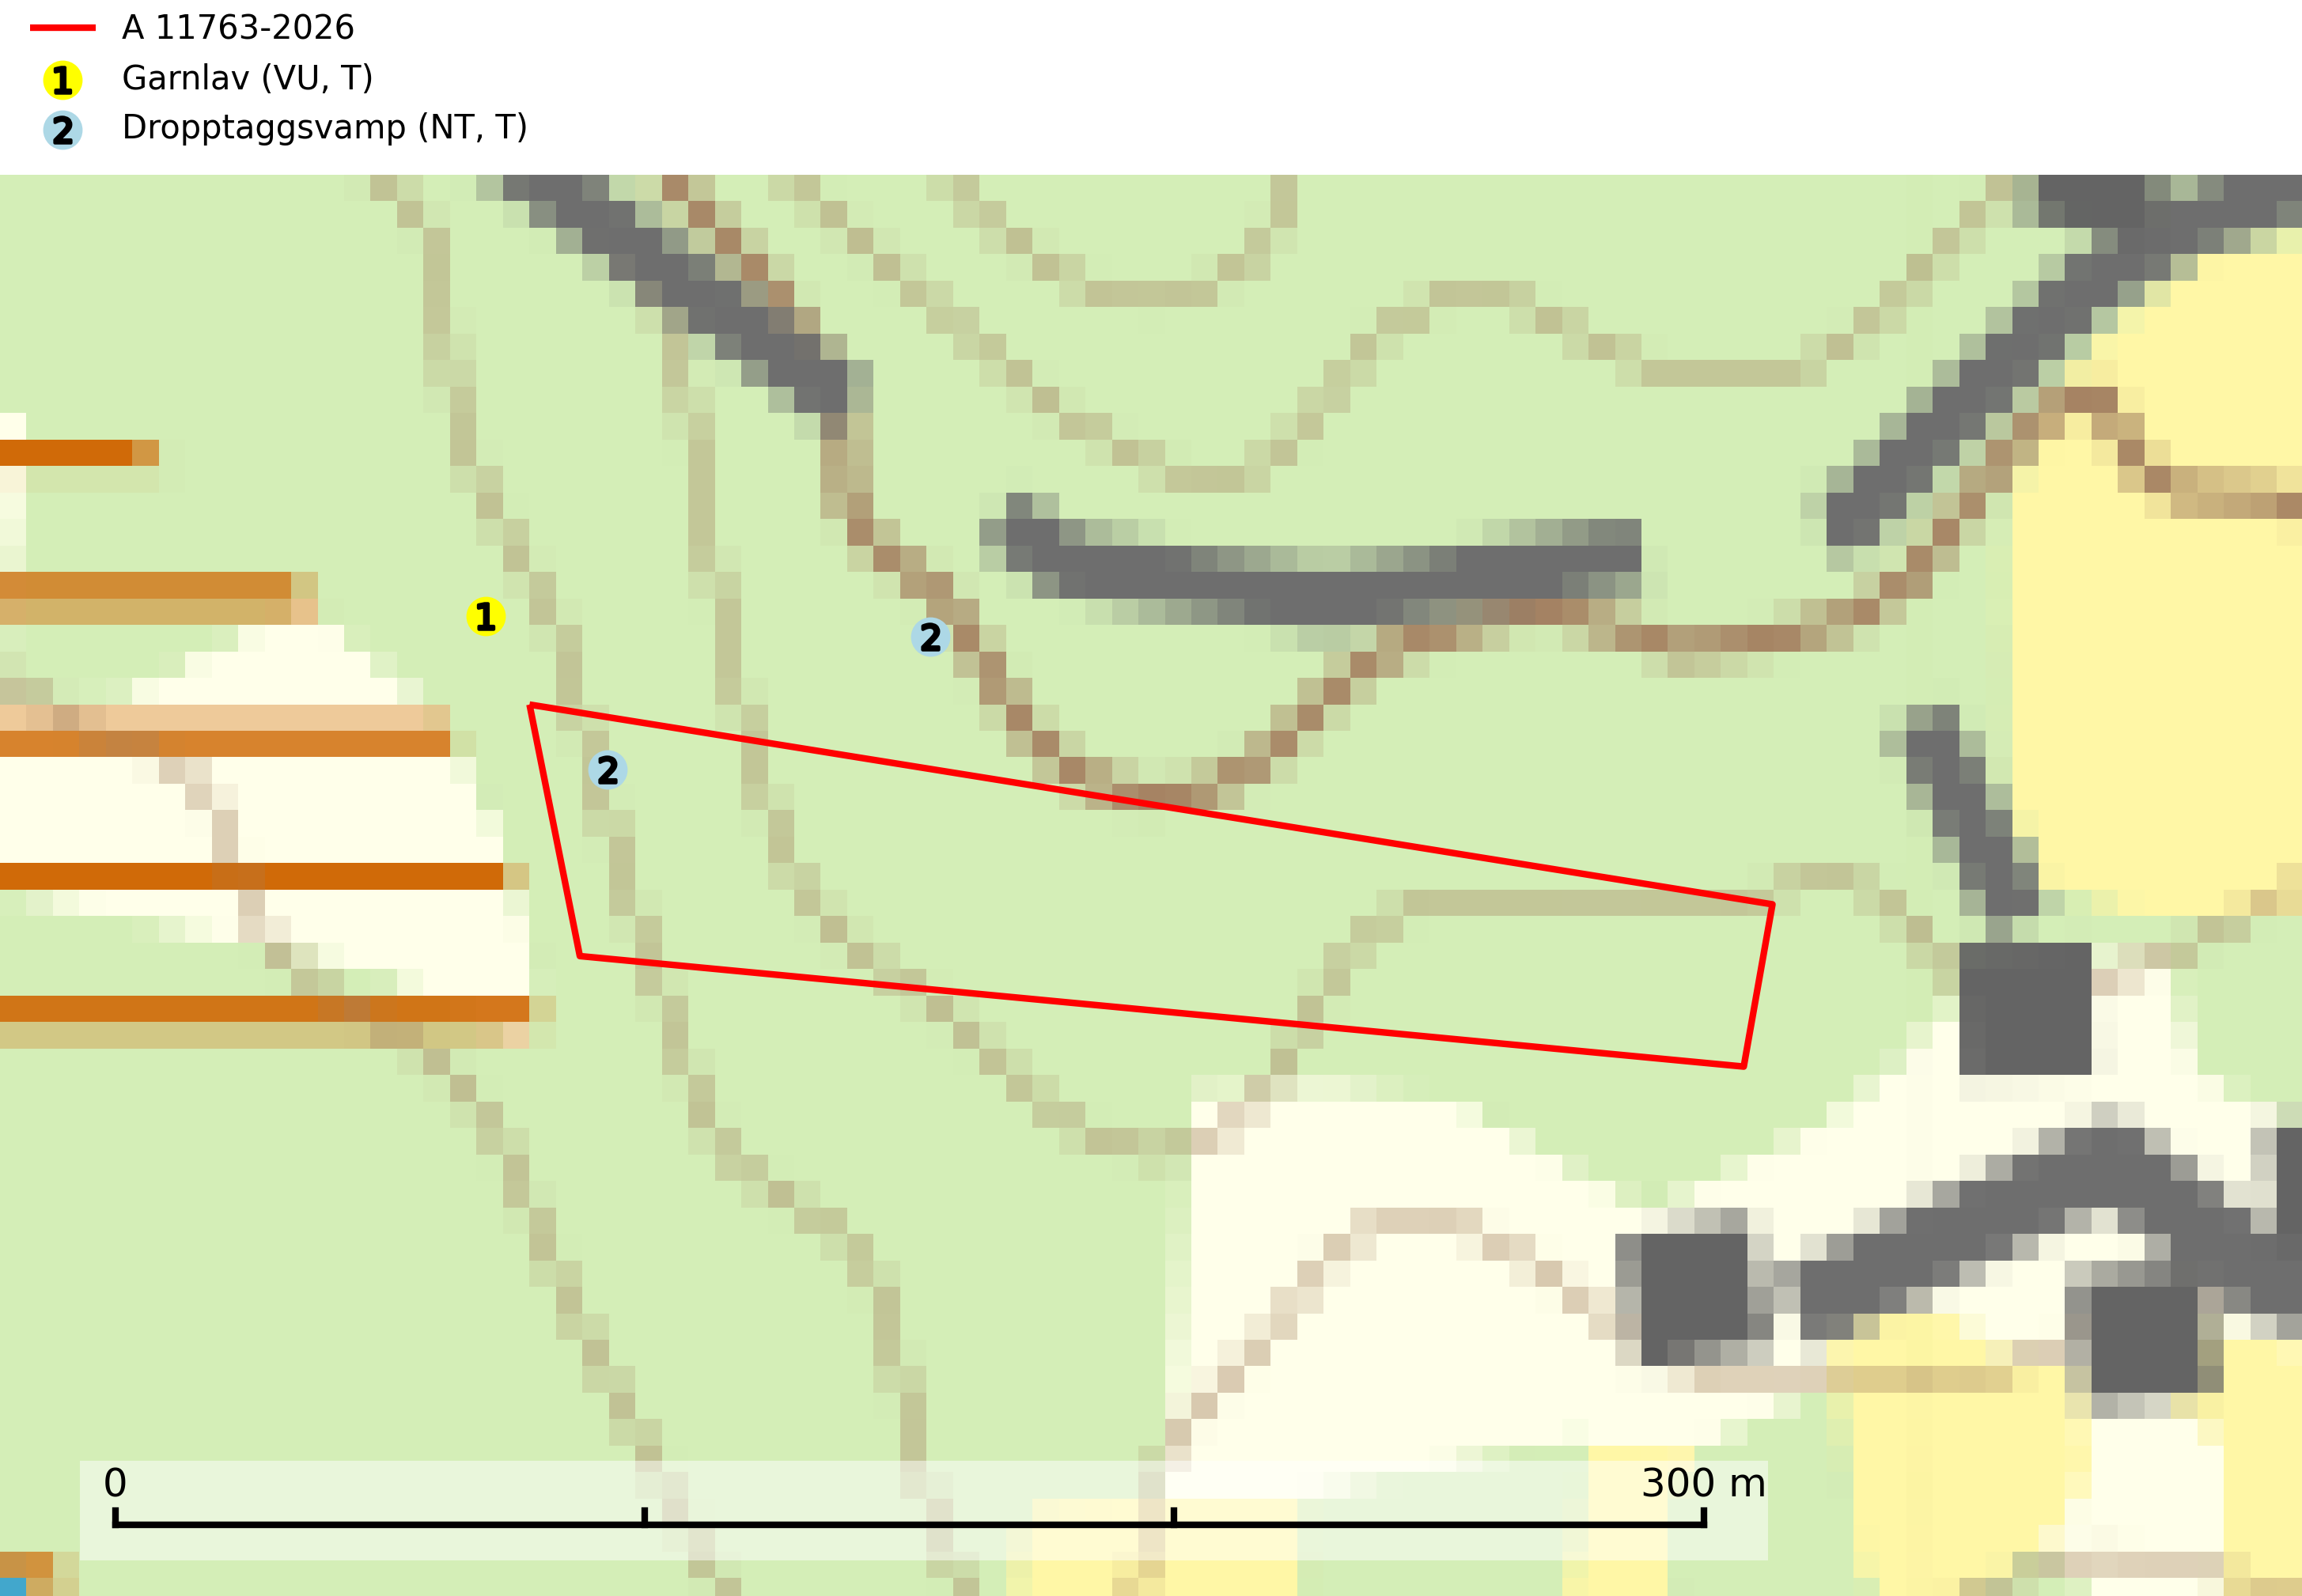 A 11763-2026
1 Garnlav (VU, T)
2 Dropptaggsvamp (NT, T)
1
2
2
0 300 m